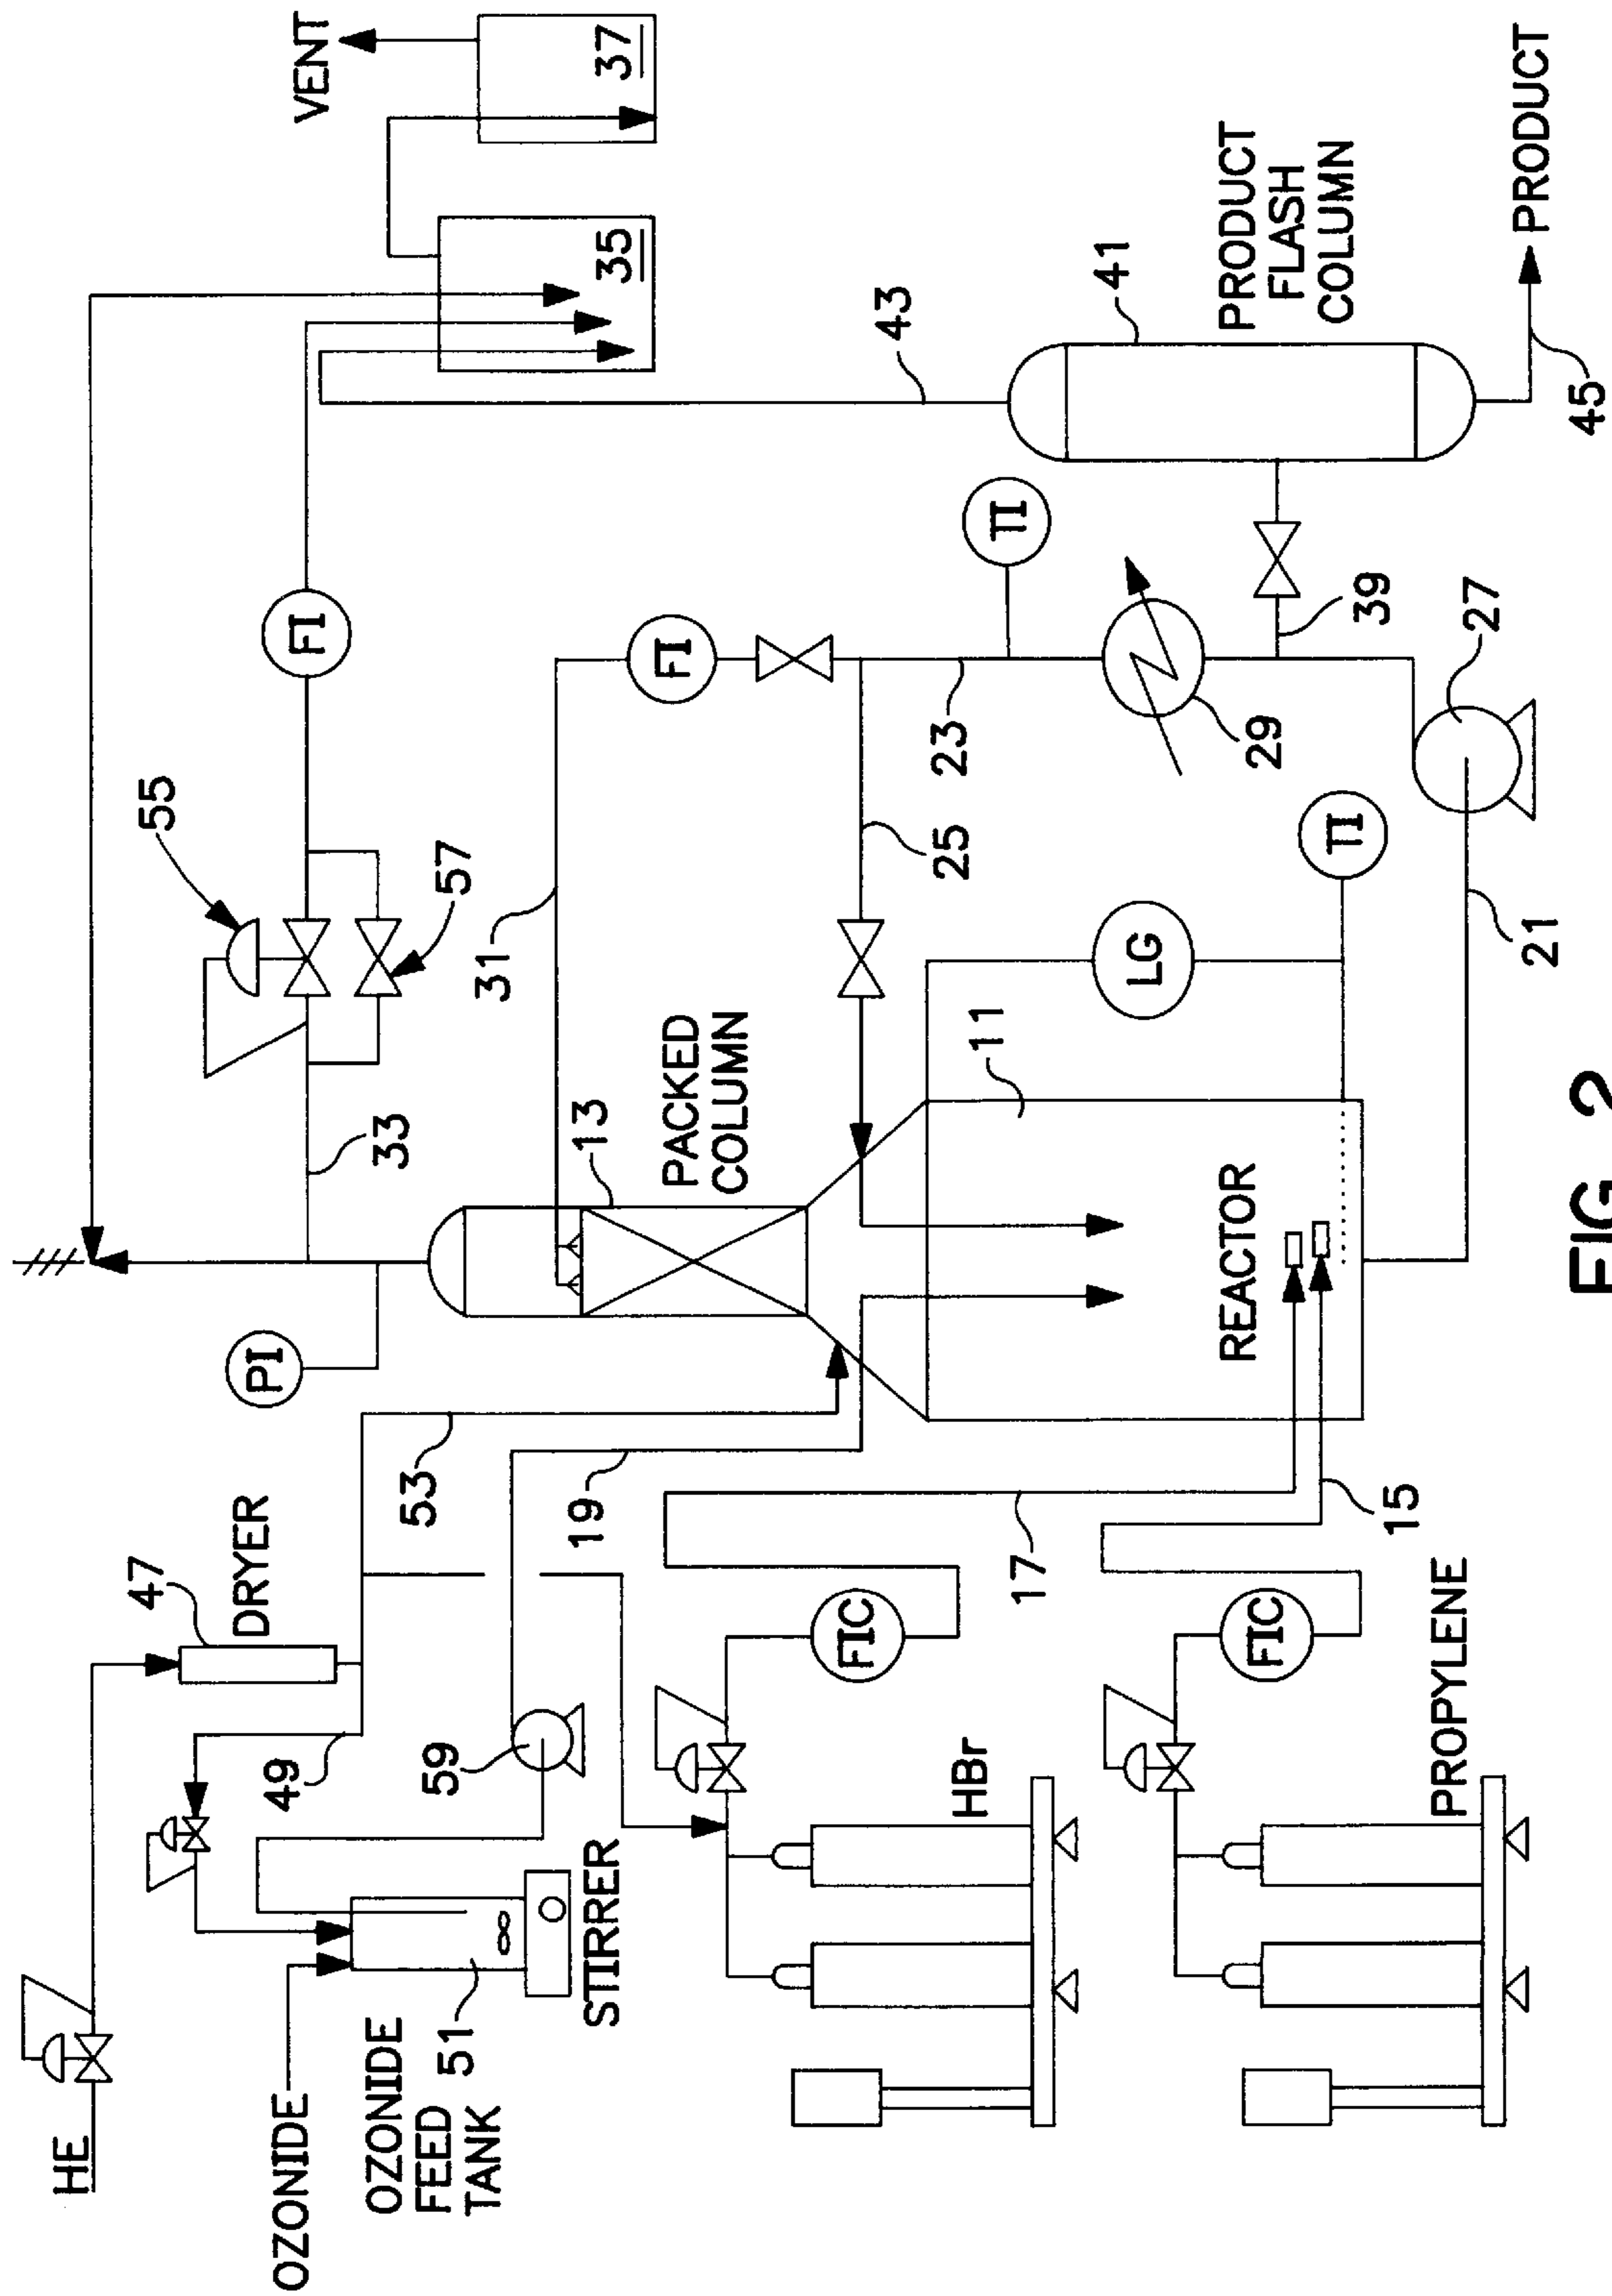 HE
OZONIDE
OZONIDE
FEED
TANK
51
STIRRER
47
DRYER
49
59
53
19
HBr
FIC
17
PROPYLENE
FIC
15
PI
33
55
57
FI
31
13
PACKED
COLUMN
11
REACTOR
LG
TI
25
23
FI
TI
29
39
27
21
43
41
PRODUCT
FLASH
COLUMN
45
PRODUCT
35
37
VENT
FIG. 2